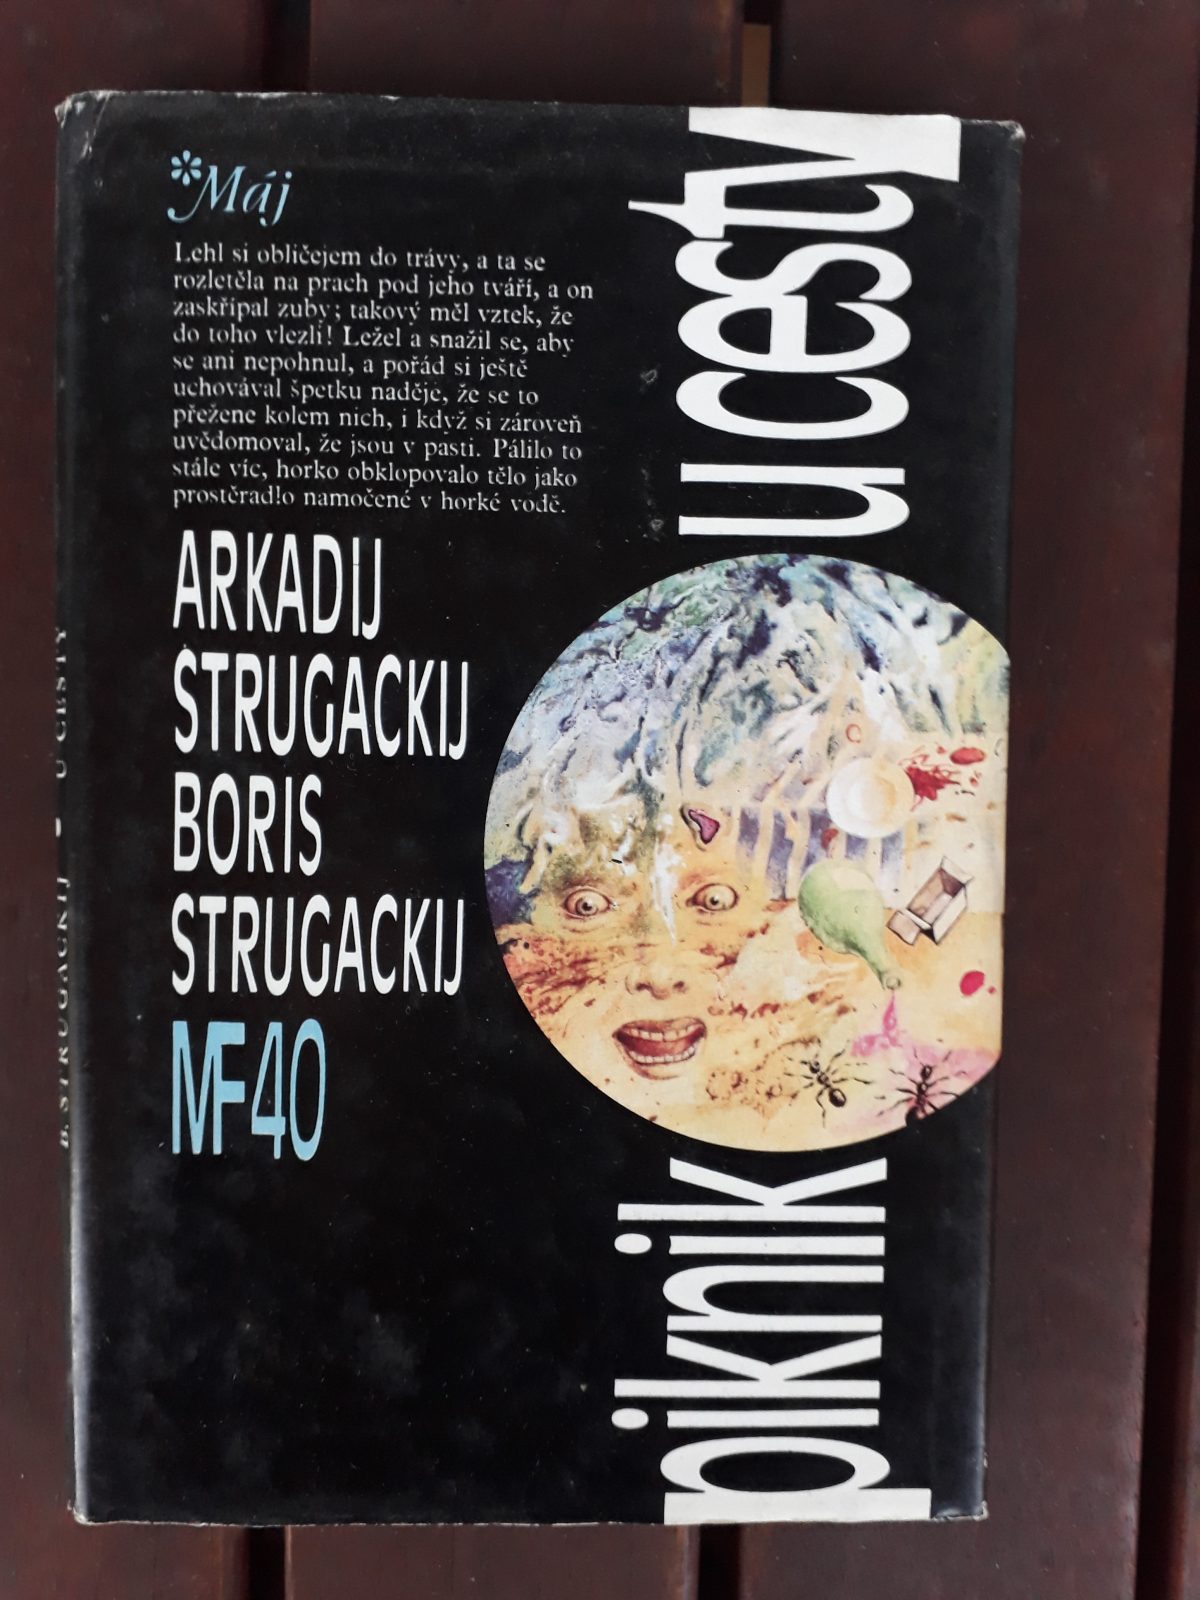 *Máj
Lehl si obličejem do trávy, a ta se
rozletěla na prach pod jeho tváří, a on
zaskřípal zuby; takový měl vztek, že
do toho vlezli! Ležel a snažil se, aby
se ani nepohnul, a pořád si ještě
uchovával špetku naděje, že se to
přežene kolem nich, i když si zároveň
uvědomoval, že jsou v pasti. Pálilo to
stále víc, horko obklopovalo tělo jako
prostěradlo namočené v horké vodě.
ARKADIJ
STRUGACKIJ
BORIS
STRUGACKIJ
MF 40
piknik u cesty
B. STRUGACKIJ • U CESTY